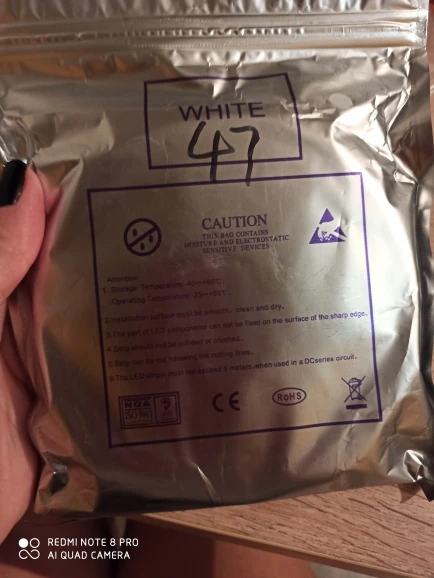 WHITE
47
CAUTION
THIS BAG CONTAINS
MOISTURE AND ELECTRONTATIC
SENSITIVE DEVICES
Attention:
1. Storage Temperature:
Operating Temperature:
2.Installation surface must be smooth, clean and dry.
3.The part of LED components can not be fixed on the surface of the sharp edge.
4.Strip should not be
5.Strip can be cut following the cutting lines.
6.The LED strips must not exceed 5 meters when used in a DC series circuit.
NQA
ISO 9001
CE
RoHS
REDMI NOTE 8 PRO
AI QUAD CAMERA